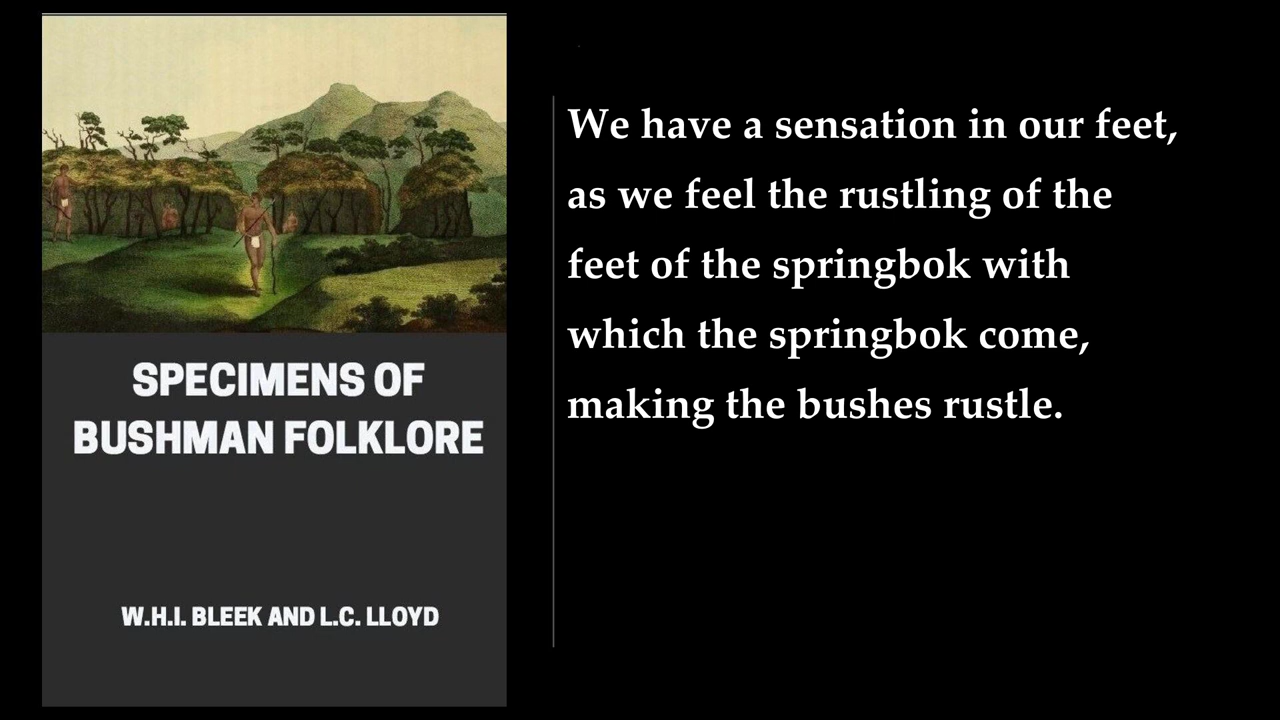 SPECIMENS OF
BUSHMAN FOLKLORE
W.H.I. BLEEK AND L.C. LLOYD
We have a sensation in our feet,
as we feel the rustling of the
feet of the springbok with
which the springbok come,
making the bushes rustle.